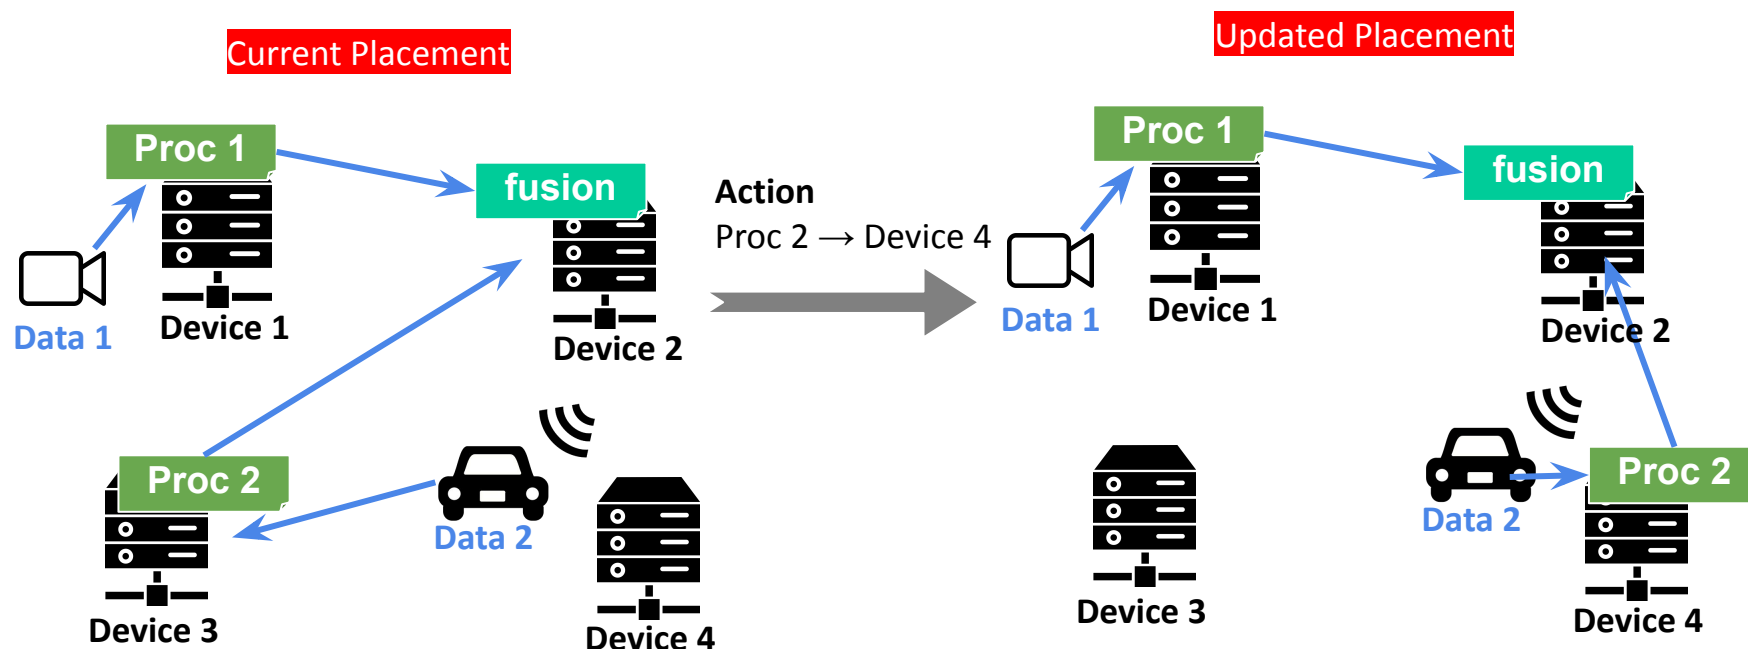 Current Placement
Proc 1
fusion
Data 1
Device 1
Device 2
Proc 2
Data 2
Device 3
Device 4
Action
Proc 2 → Device 4
Updated Placement
Proc 1
fusion
Data 1
Device 1
Device 2
Proc 2
Data 2
Device 3
Device 4